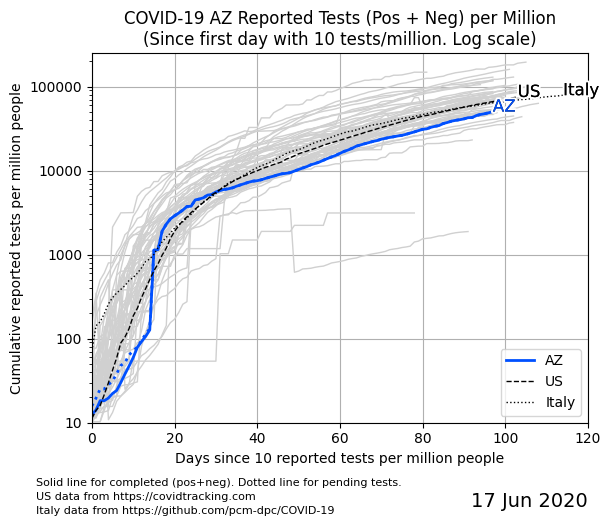 COVID-19 AZ Reported Tests (Pos + Neg) per Million
(Since first day with 10 tests/million. Log scale)
Cumulative reported tests per million people
100000
10000
1000
100
10
US
Italy
AZ
AZ
US
Italy
0
20
40
60
80
100
120
Days since 10 reported tests per million people
Solid line for completed (pos+neg). Dotted line for pending tests.
US data from https://covidtracking.com
Italy data from https://github.com/pcm-dpc/COVID-19
17 Jun 2020